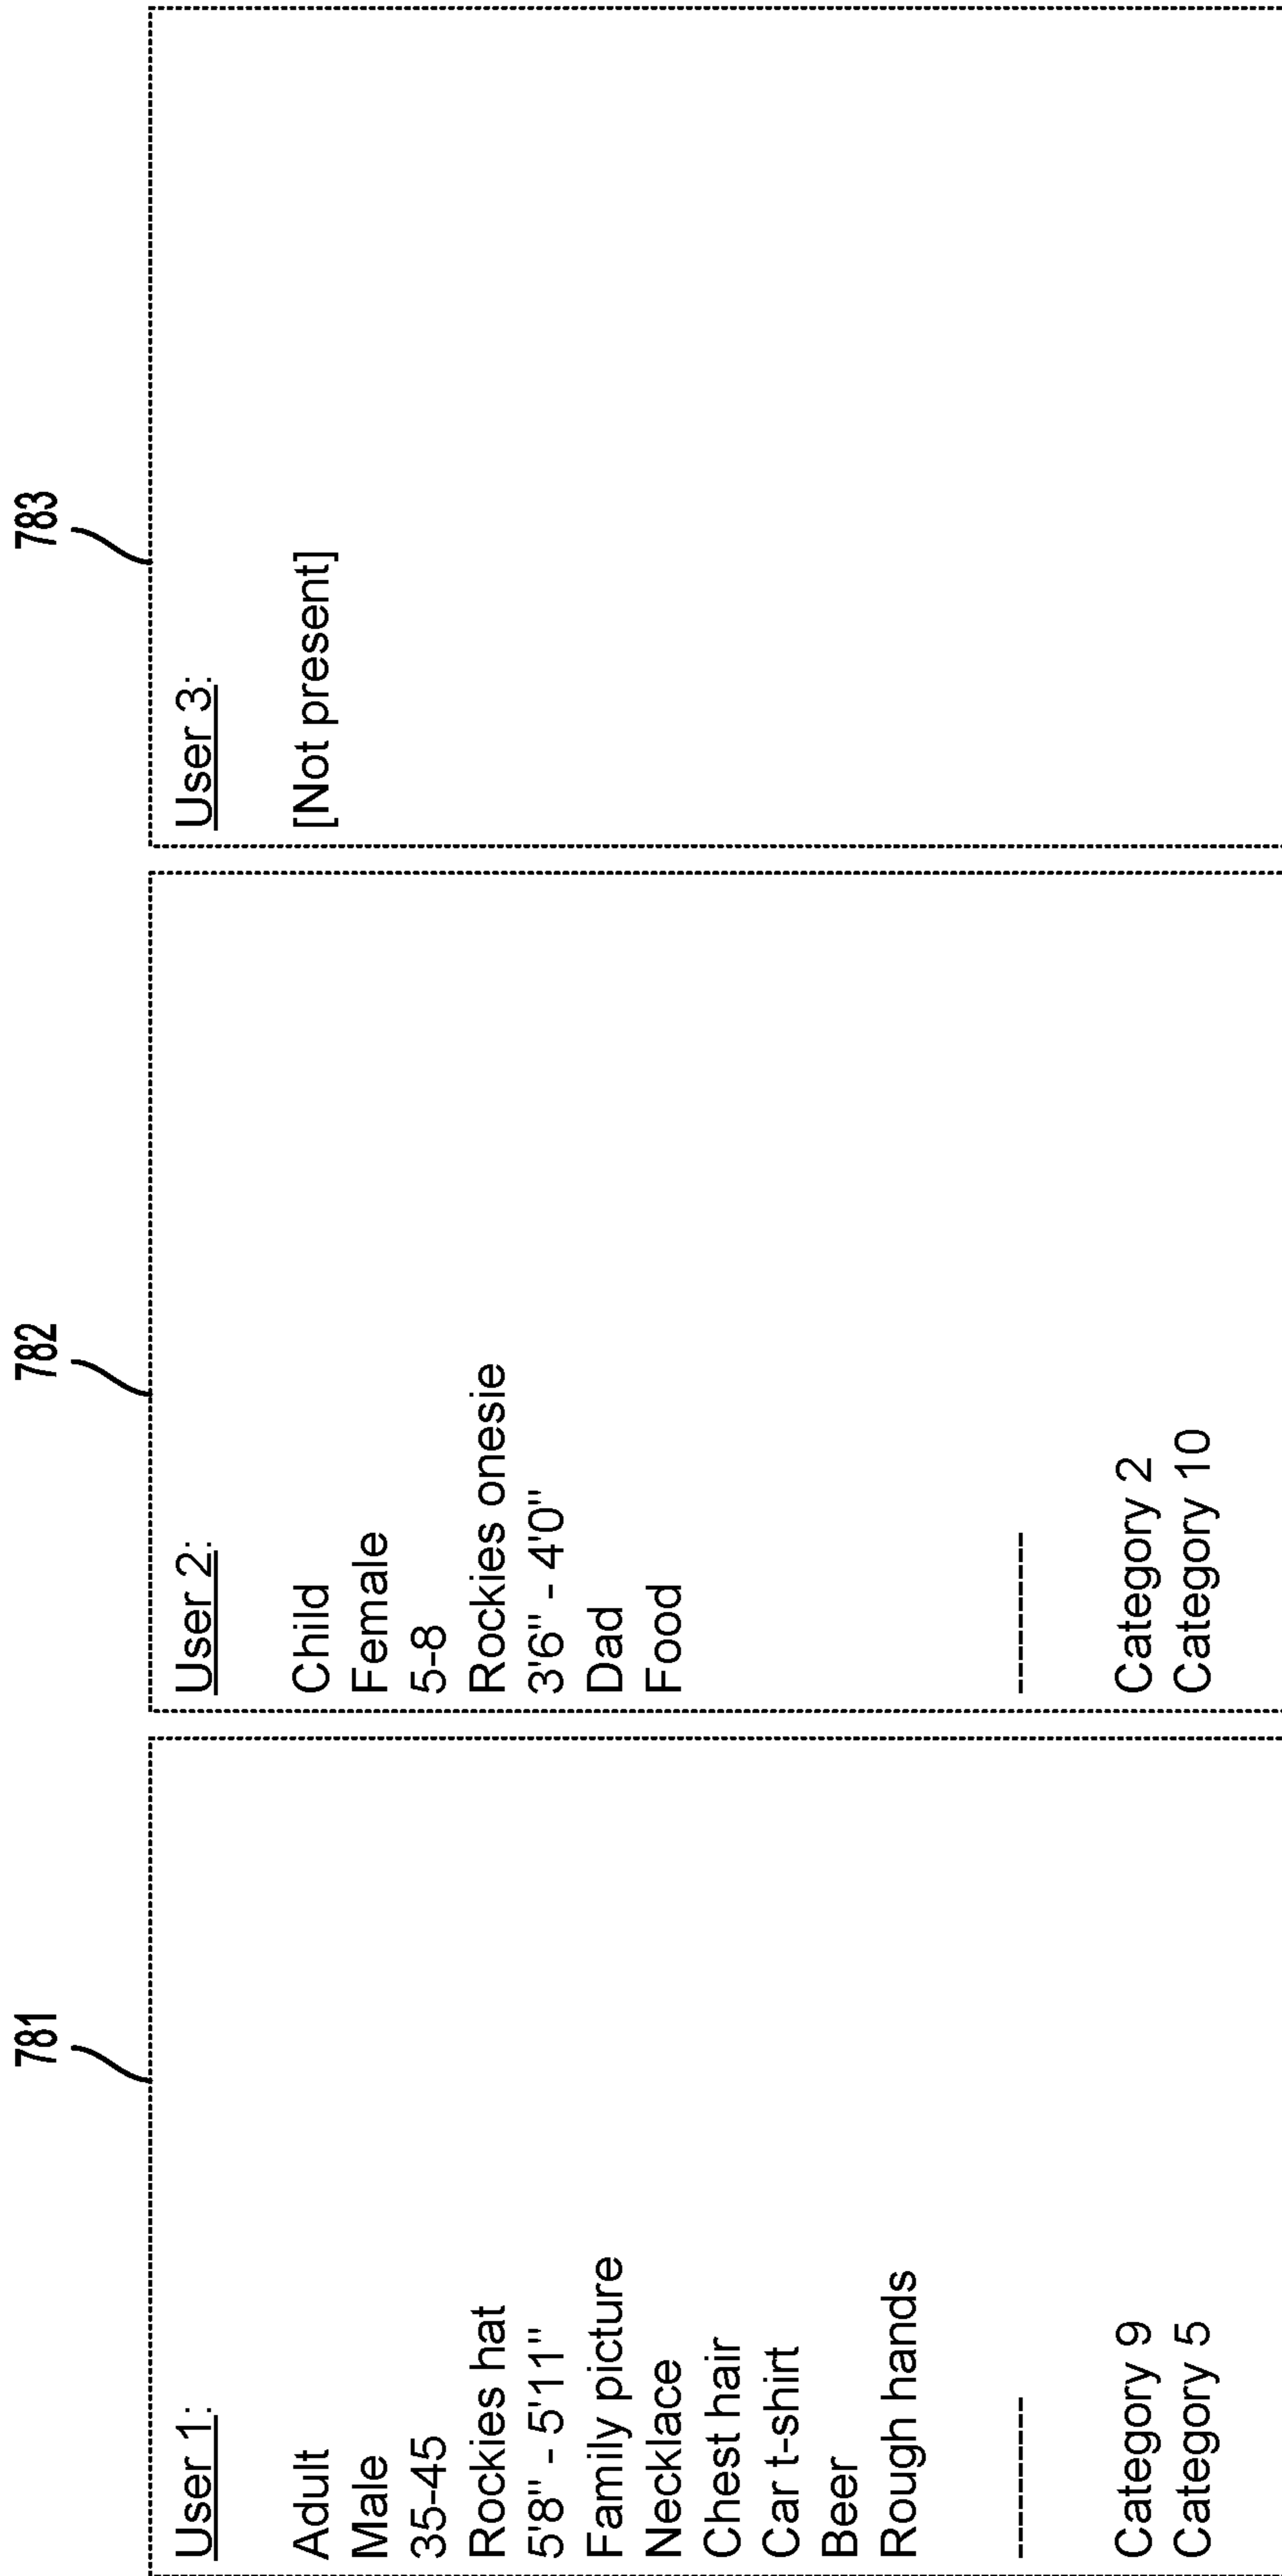 781
User 1:
Adult
Male
35-45
Rockies hat
5'8" - 5'11"
Family picture
Necklace
Chest hair
Car t-shirt
Beer
Rough hands
----------
Category 9
Category 5
782
User 2:
Child
Female
5-8
Rockies onesie
3'6" - 4'0"
Dad
Food
----------
Category 2
Category 10
783
User 3:
[Not present]